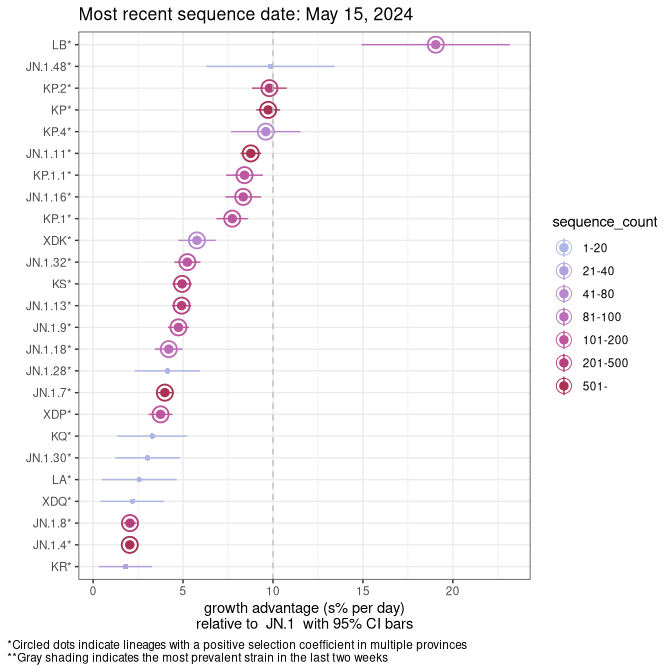 Most recent sequence date: May 15, 2024
LB*
JN.1.48*
KP.2*
KP*
KP.4*
JN.1.11*
KP.1.1*
JN.1.16*
KP.1*
XDK*
JN.1.32*
KS*
JN.1.13*
JN.1.9*
JN.1.18*
JN.1.28*
JN.1.7*
XDP*
KQ*
JN.1.30*
LA*
XDQ*
JN.1.8*
JN.1.4*
KR*
0 5 10 15 20
growth advantage (s% per day)
relative to JN.1 with 95% CI bars
sequence_count
1-20
21-40
41-80
81-100
101-200
201-500
501-
*Circled dots indicate lineages with a positive selection coefficient in multiple provinces
**Gray shading indicates the most prevalent strain in the last two weeks